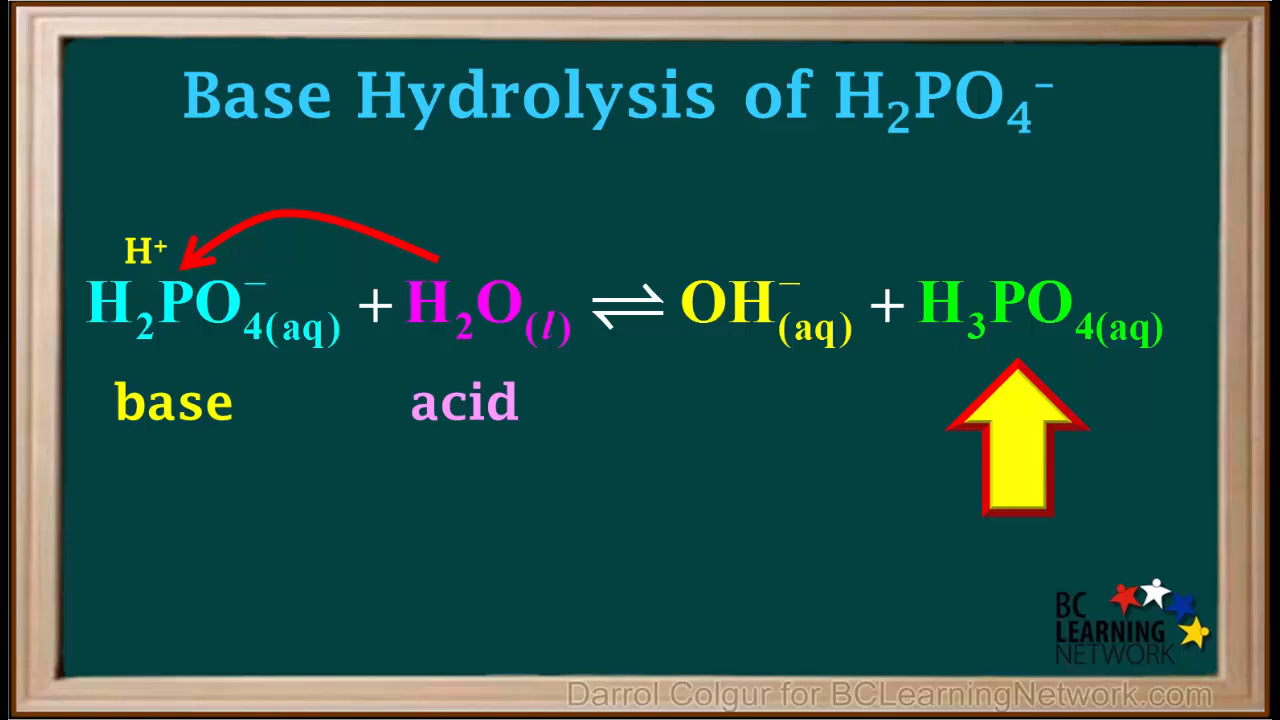 Base Hydrolysis of H₂PO₄⁻
H⁺
H₂PO₄⁻(aq) + H₂O(l) ⇌ OH⁻(aq) + H₃PO₄(aq)
base acid
BC
LEARNING
NETWORK
Darrol Colgur for BCLearningNetwork.com